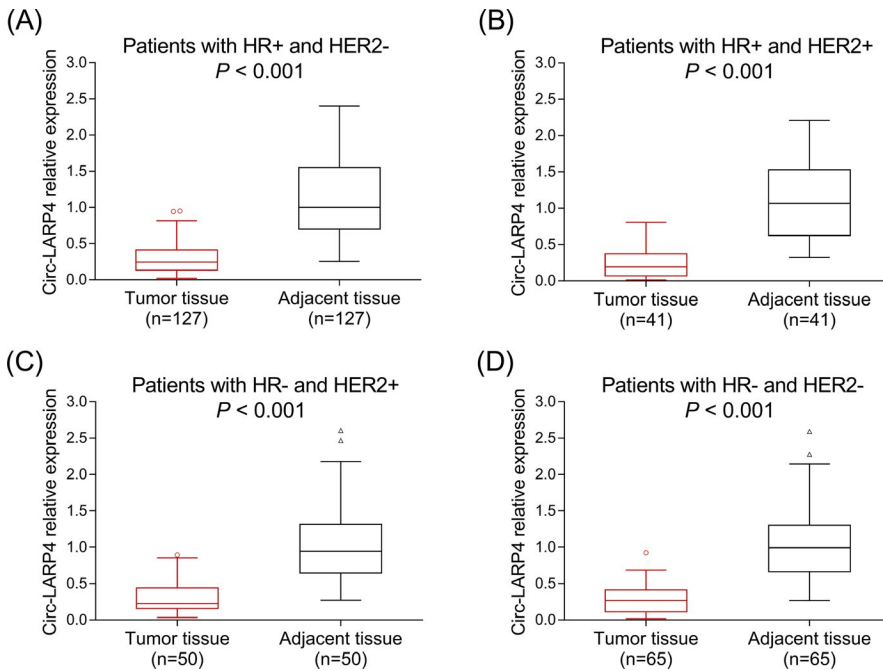 (A)
Patients with HR+ and HER2-
P < 0.001
Circ-LARP4 relative expression
3.0
2.5
2.0
1.5
1.0
0.5
0.0
Tumor tissue
(n=127)
Adjacent tissue
(n=127)
(B)
Patients with HR+ and HER2+
P < 0.001
Circ-LARP4 relative expression
3.0
2.5
2.0
1.5
1.0
0.5
0.0
Tumor tissue
(n=41)
Adjacent tissue
(n=41)
(C)
Patients with HR- and HER2+
P < 0.001
Circ-LARP4 relative expression
3.0
2.5
2.0
1.5
1.0
0.5
0.0
Tumor tissue
(n=50)
Adjacent tissue
(n=50)
(D)
Patients with HR- and HER2-
P < 0.001
Circ-LARP4 relative expression
3.0
2.5
2.0
1.5
1.0
0.5
0.0
Tumor tissue
(n=65)
Adjacent tissue
(n=65)